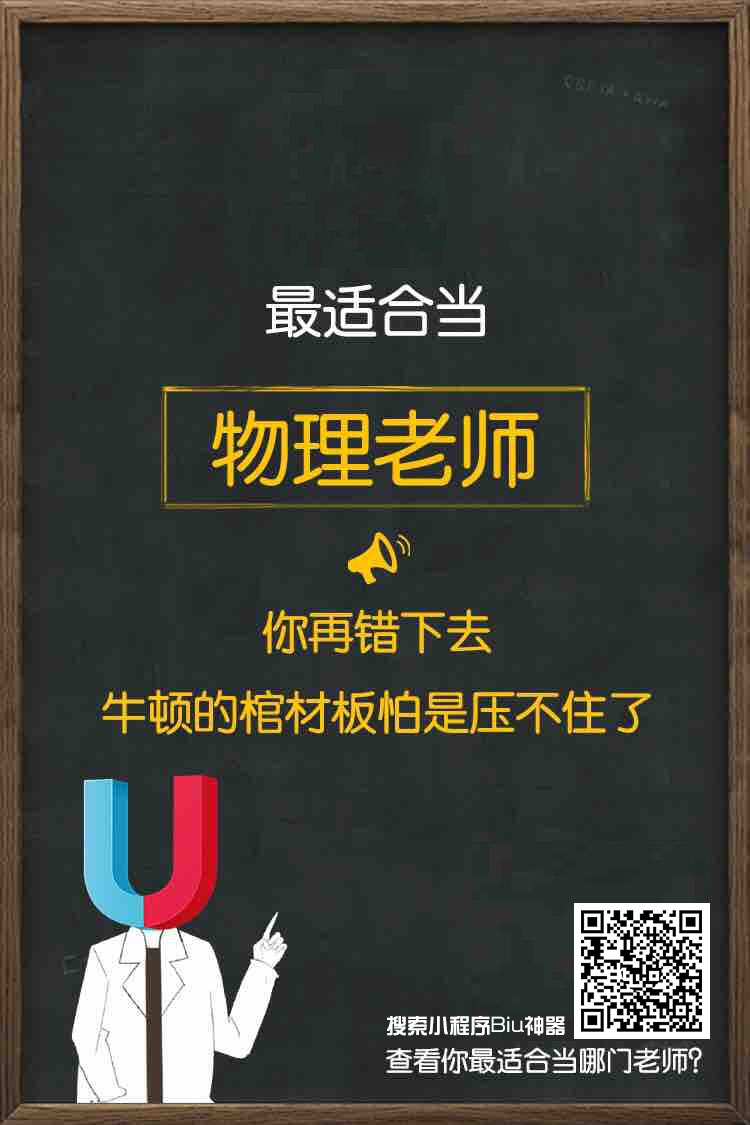 最适合当
物理老师
你再错下去
牛顿的棺材板怕是压不住了
搜索小程序Biu神器
查看你最适合当哪门老师?